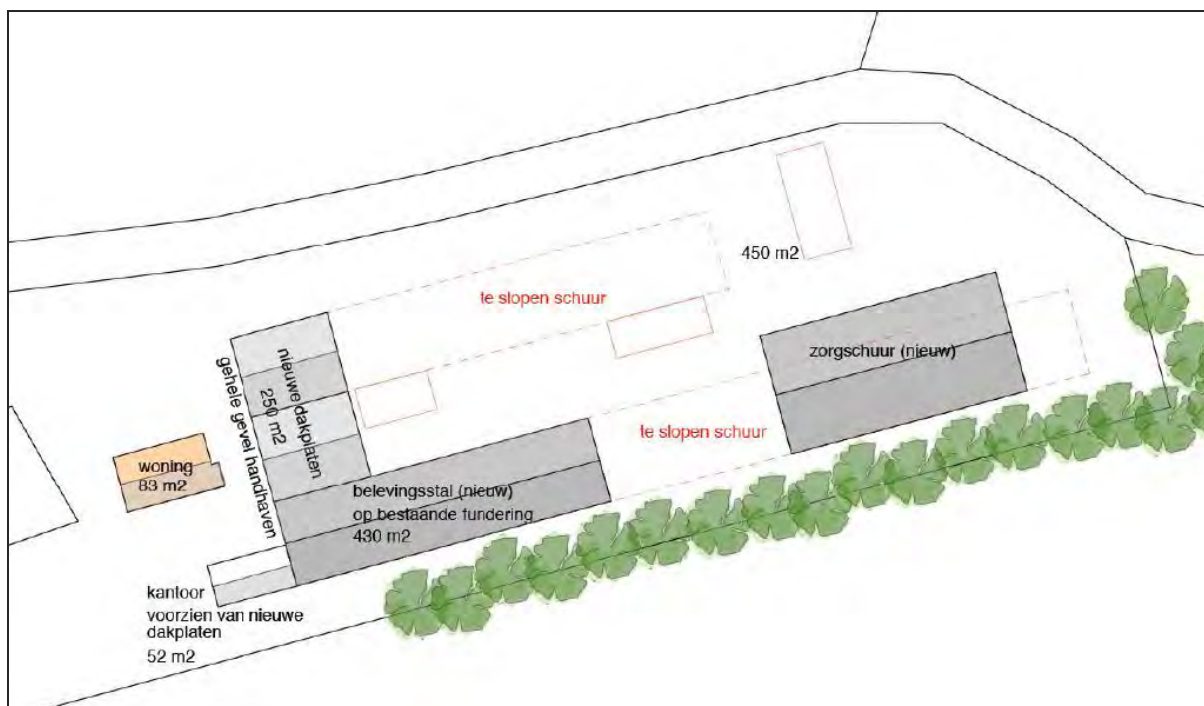 450 m2
te slopen schuur
zorgschuur (nieuw)
nieuwe dakplaten
250 m2
gehele gevel handhaven
te slopen schuur
woning
83 m2
belevingsstal (nieuw)
op bestaande fundering
430 m2
kantoor
voorzien van nieuwe
dakplaten
52 m2